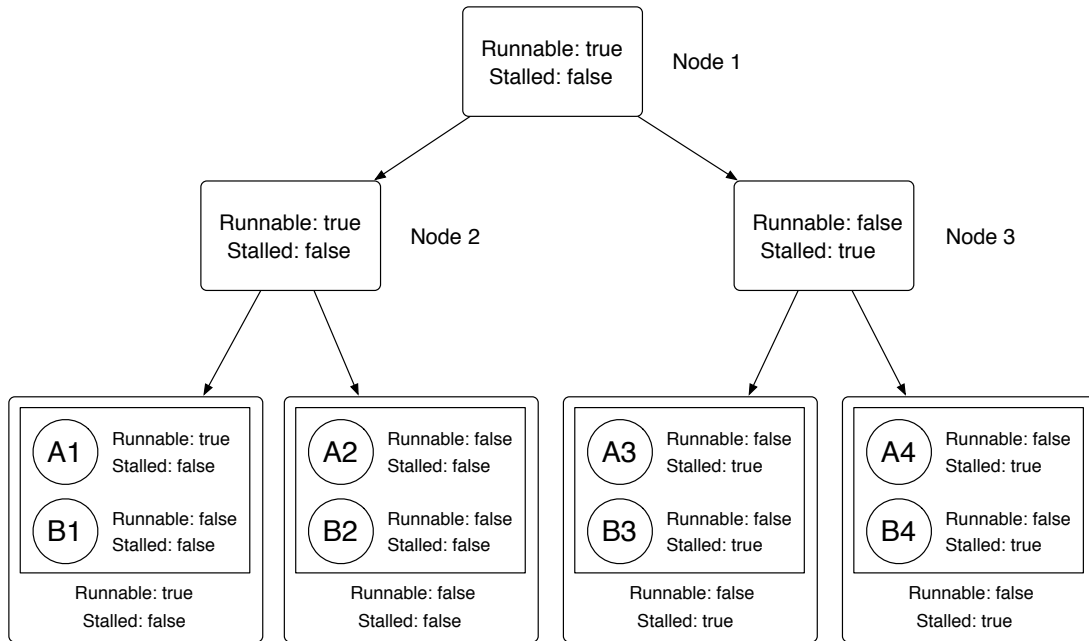 Runnable: true
Stalled: false
Node 1
Runnable: true
Stalled: false
Node 2
Runnable: false
Stalled: true
Node 3
A1
Runnable: true
Stalled: false
B1
Runnable: false
Stalled: false
Runnable: true
Stalled: false
A2
Runnable: false
Stalled: false
B2
Runnable: false
Stalled: false
Runnable: false
Stalled: false
A3
Runnable: false
Stalled: true
B3
Runnable: false
Stalled: true
Runnable: false
Stalled: true
A4
Runnable: false
Stalled: true
B4
Runnable: false
Stalled: true
Runnable: false
Stalled: true